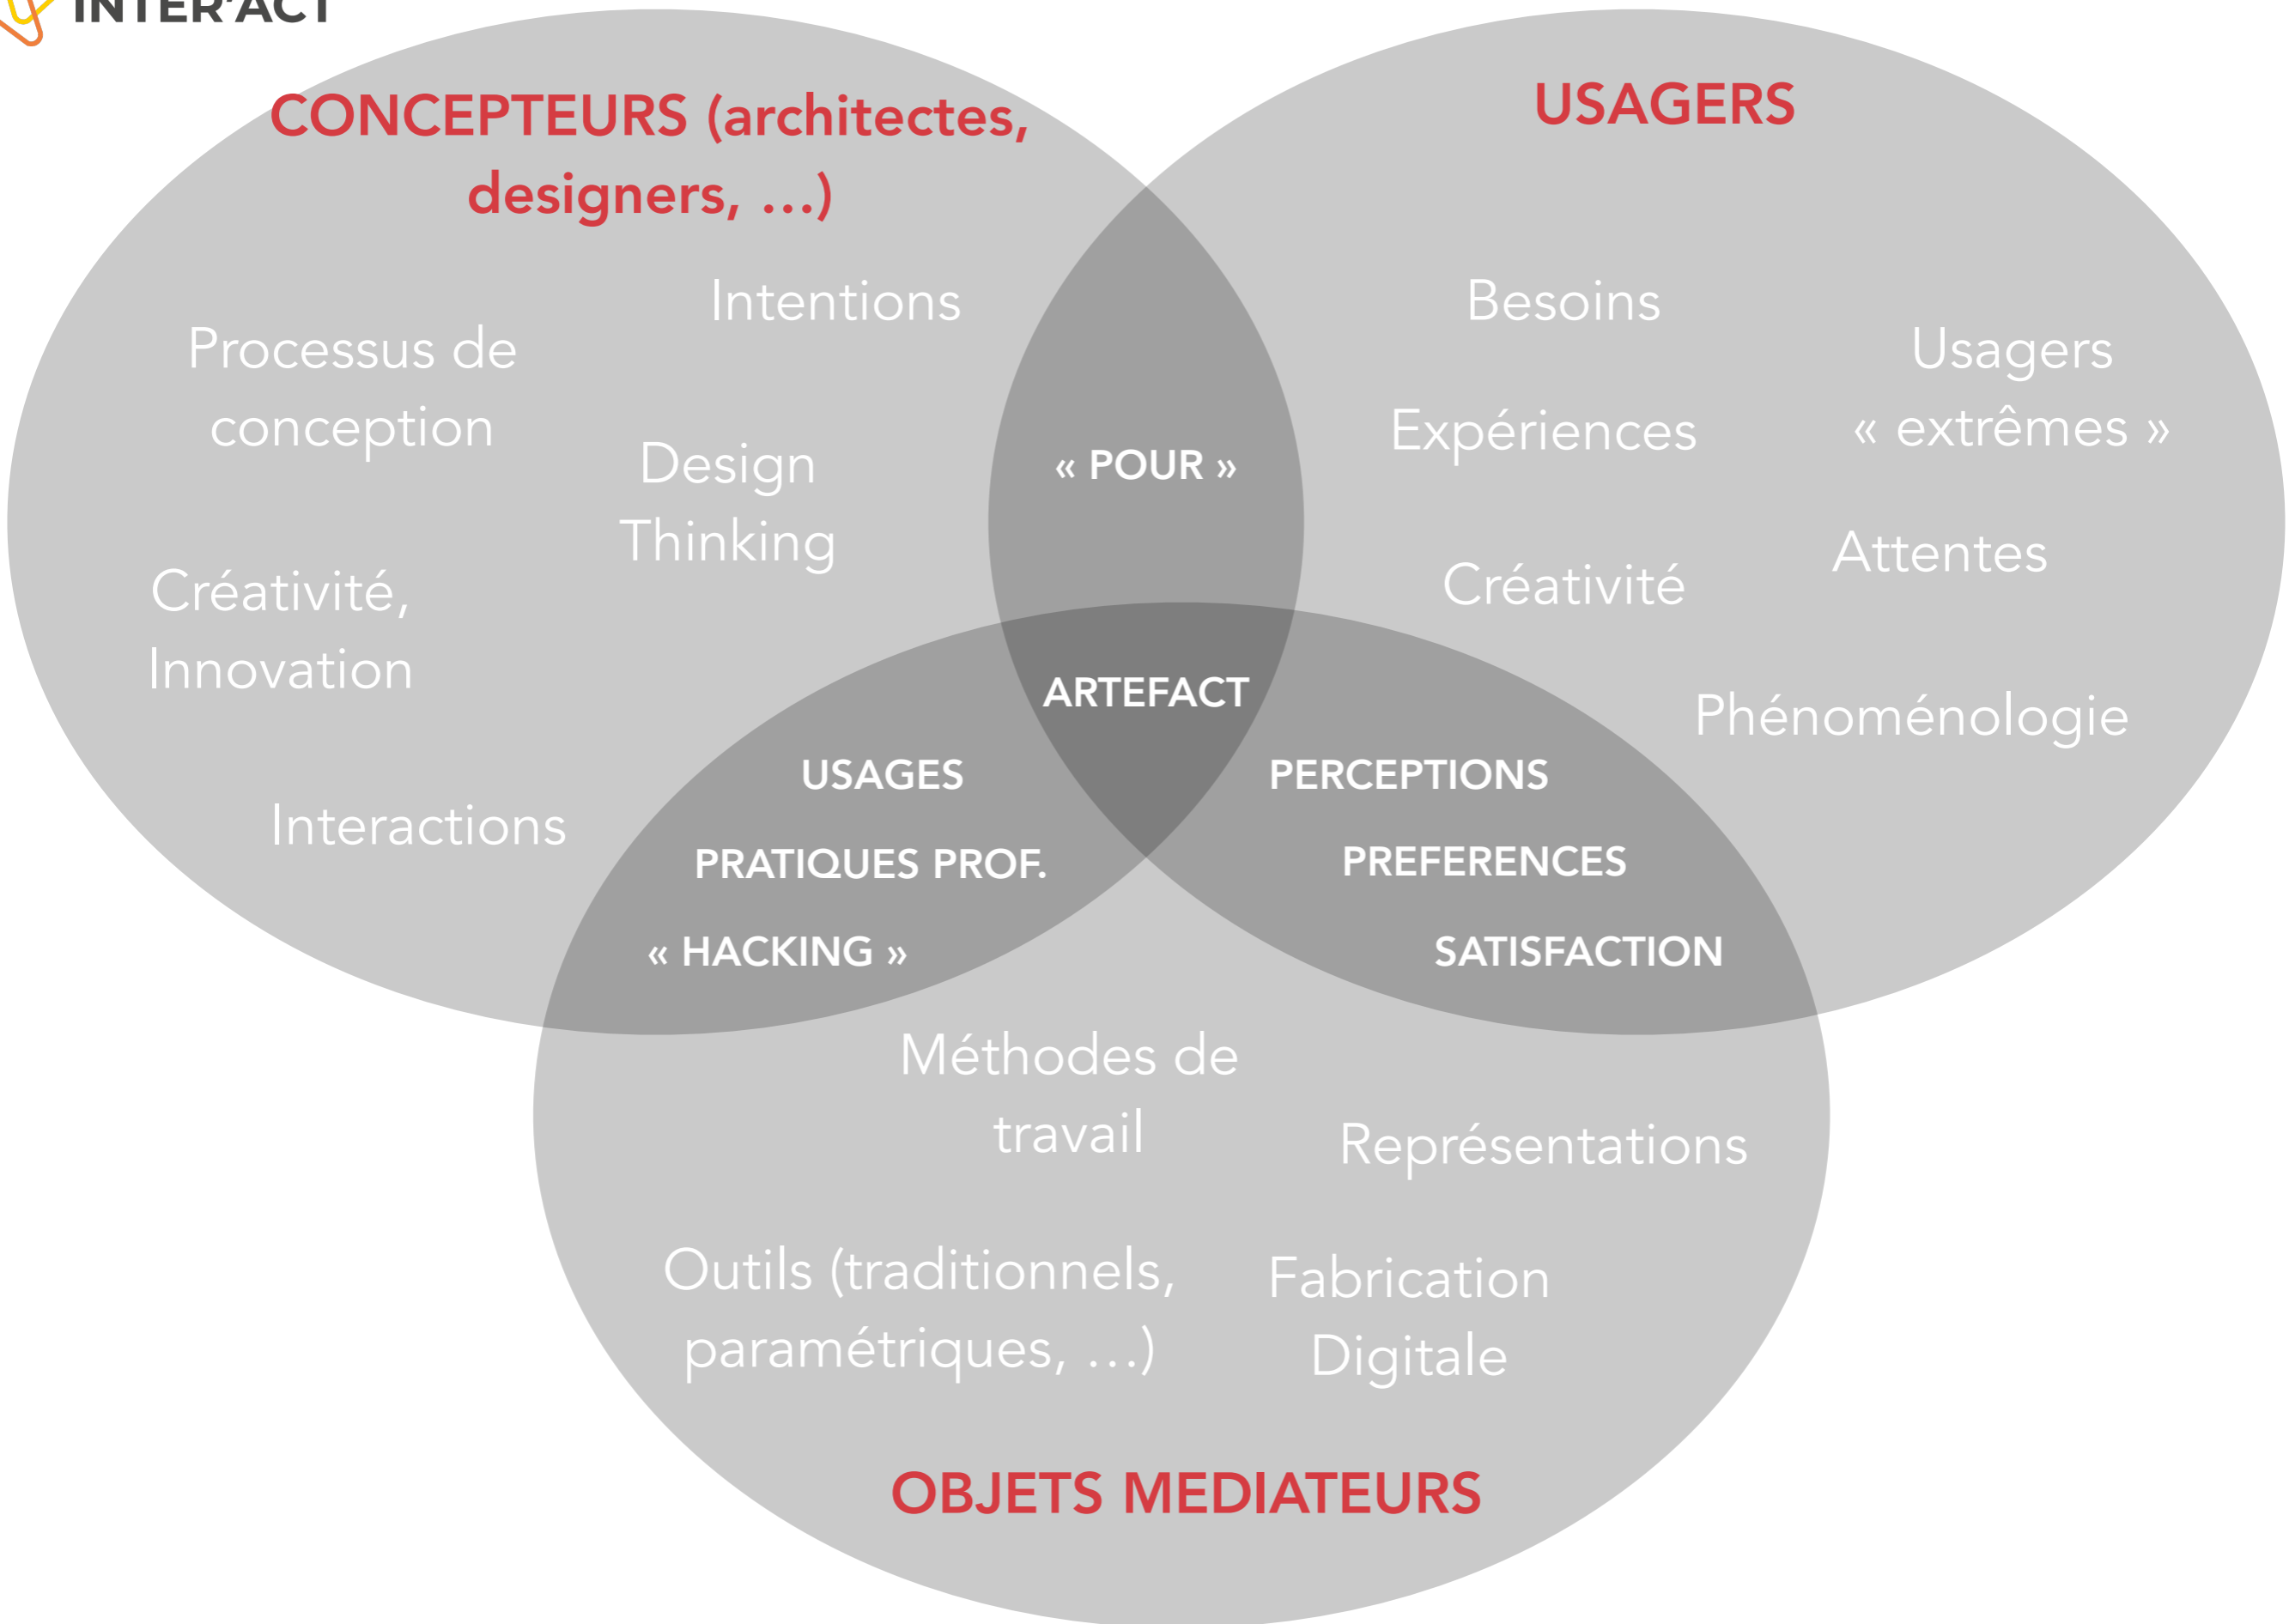 INTER'ACT
CONCEPTEURS (architectes,
designers, …)
Intentions
Processus de
conception
Design
Thinking
Créativité,
Innovation
Interactions
USAGERS
Besoins
Usagers
« extrêmes »
Expériences
Attentes
Créativité
Phénoménologie
« POUR »
ARTEFACT
USAGES
PRATIQUES PROF.
« HACKING »
PERCEPTIONS
PREFERENCES
SATISFACTION
Méthodes de
travail
Représentations
Outils (traditionnels,
paramétriques, …)
Fabrication
Digitale
OBJETS MEDIATEURS